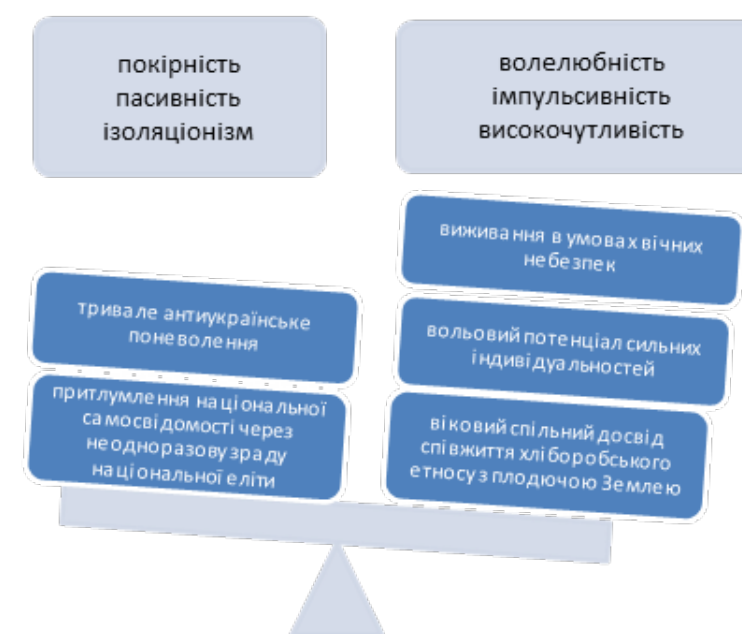 покірність
пасивність
ізоляціонізм
волелюбність
імпульсивність
високочутливість
виживання в умовах вічних
небезпек
тривале антиукраїнське
поневолення
вольовий потенціал сильних
індивідуальностей
притлумлення національної
самосвідомості через
неодноразову зраду
національної еліти
віковий спільний досвід
співжиття хліборобського
етносу з плодючою Землею